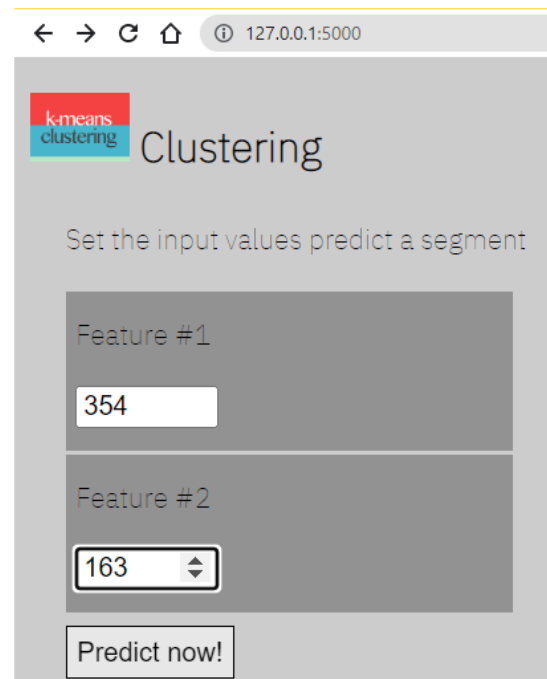 127.0.0.1:5000
k-means
clustering
Clustering
Set the input values predict a segment
Feature #1
354
Feature #2
163
Predict now!